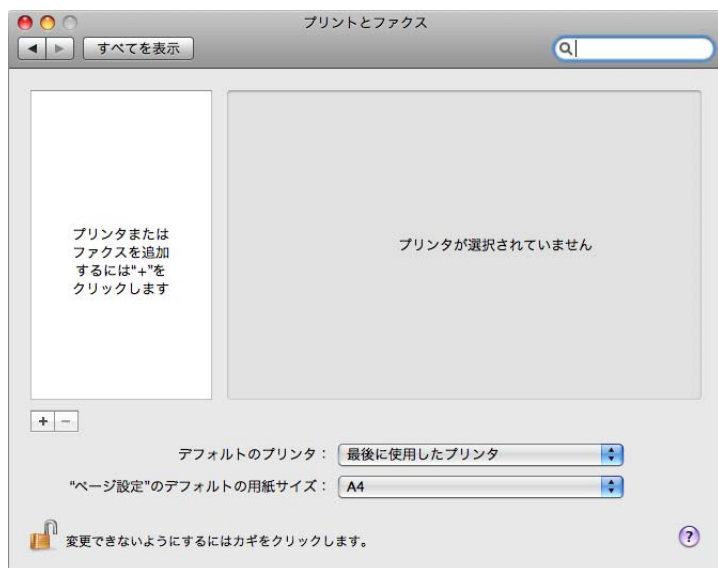 プリントとファクス
すべてを表示
プリンタまたは
ファクスを追加
するには“+”を
クリックします
プリンタが選択されていません
+ −
デフォルトのプリンタ： 最後に使用したプリンタ
“ページ設定”のデフォルトの用紙サイズ： A4
変更できないようにするにはカギをクリックします。 ?